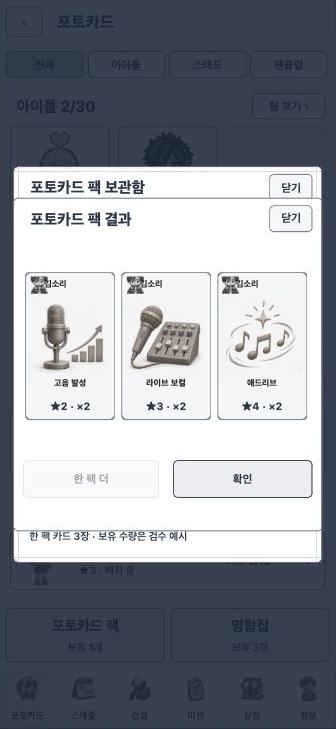 포토카드
전체
아이돌
스태프
팬클럽
아이돌 2/30
팀 보기 ›
포토카드 팩 보관함
닫기
포토카드 팩 결과
닫기
김소리
김소리
김소리
고음 발성
라이브 보컬
애드리브
★2 · ×2
★3 · ×2
★4 · ×2
한 팩 더
확인
한 팩 카드 3장 · 보유 수량은 검수 예시
★3 · 배치 중
포토카드 팩
명함집
보유 1개
보유 3장
포토카드
스케줄
건설
미션
상점
정보